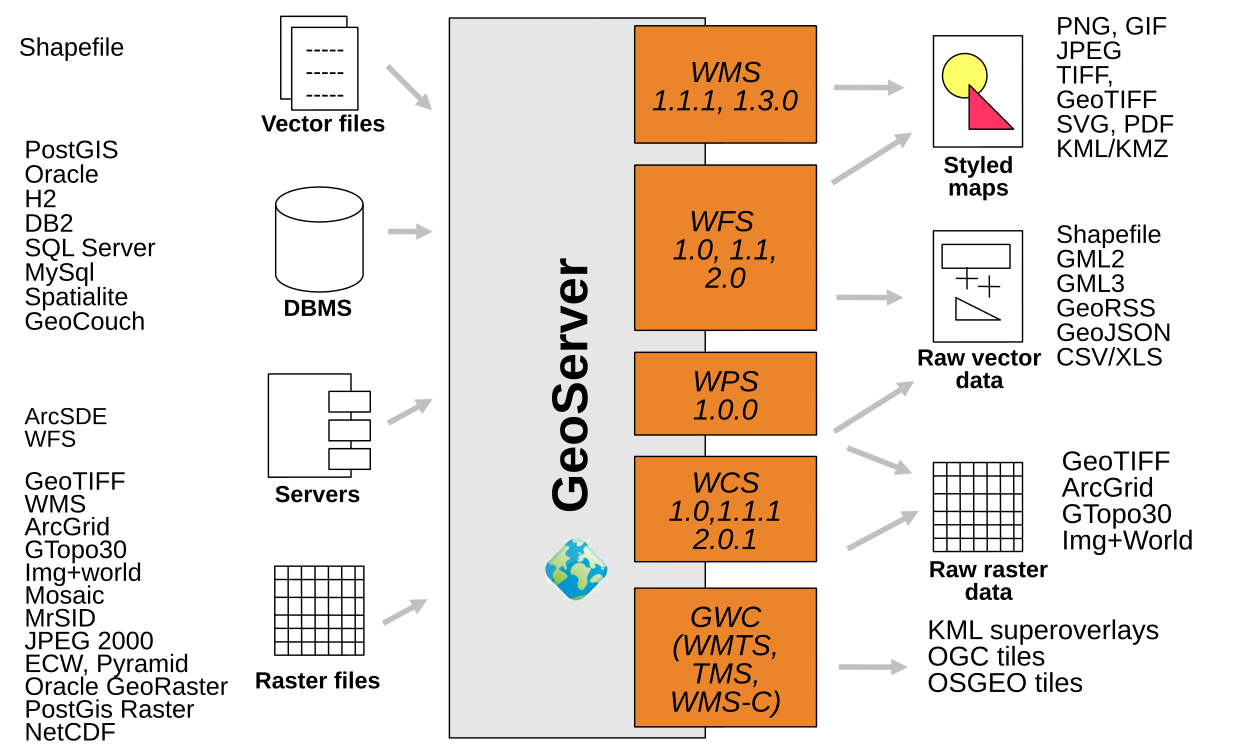 Shapefile
Vector files
PostGIS
Oracle
H2
DB2
SQL Server
MySql
Spatialite
GeoCouch
DBMS
ArcSDE
WFS
Servers
GeoTIFF
WMS
ArcGrid
GTopo30
Img+world
Mosaic
MrSID
JPEG 2000
ECW, Pyramid
Oracle GeoRaster
PostGis Raster
NetCDF
Raster files
GeoServer
WMS
1.1.1, 1.3.0
WFS
1.0, 1.1,
2.0
WPS
1.0.0
WCS
1.0,1.1.1
2.0.1
GWC
(WMTS,
TMS,
WMS-C)
Styled
maps
PNG, GIF
JPEG
TIFF,
GeoTIFF
SVG, PDF
KML/KMZ
Raw vector
data
Shapefile
GML2
GML3
GeoRSS
GeoJSON
CSV/XLS
Raw raster
data
GeoTIFF
ArcGrid
GTopo30
Img+World
KML superoverlays
OGC tiles
OSGEO tiles